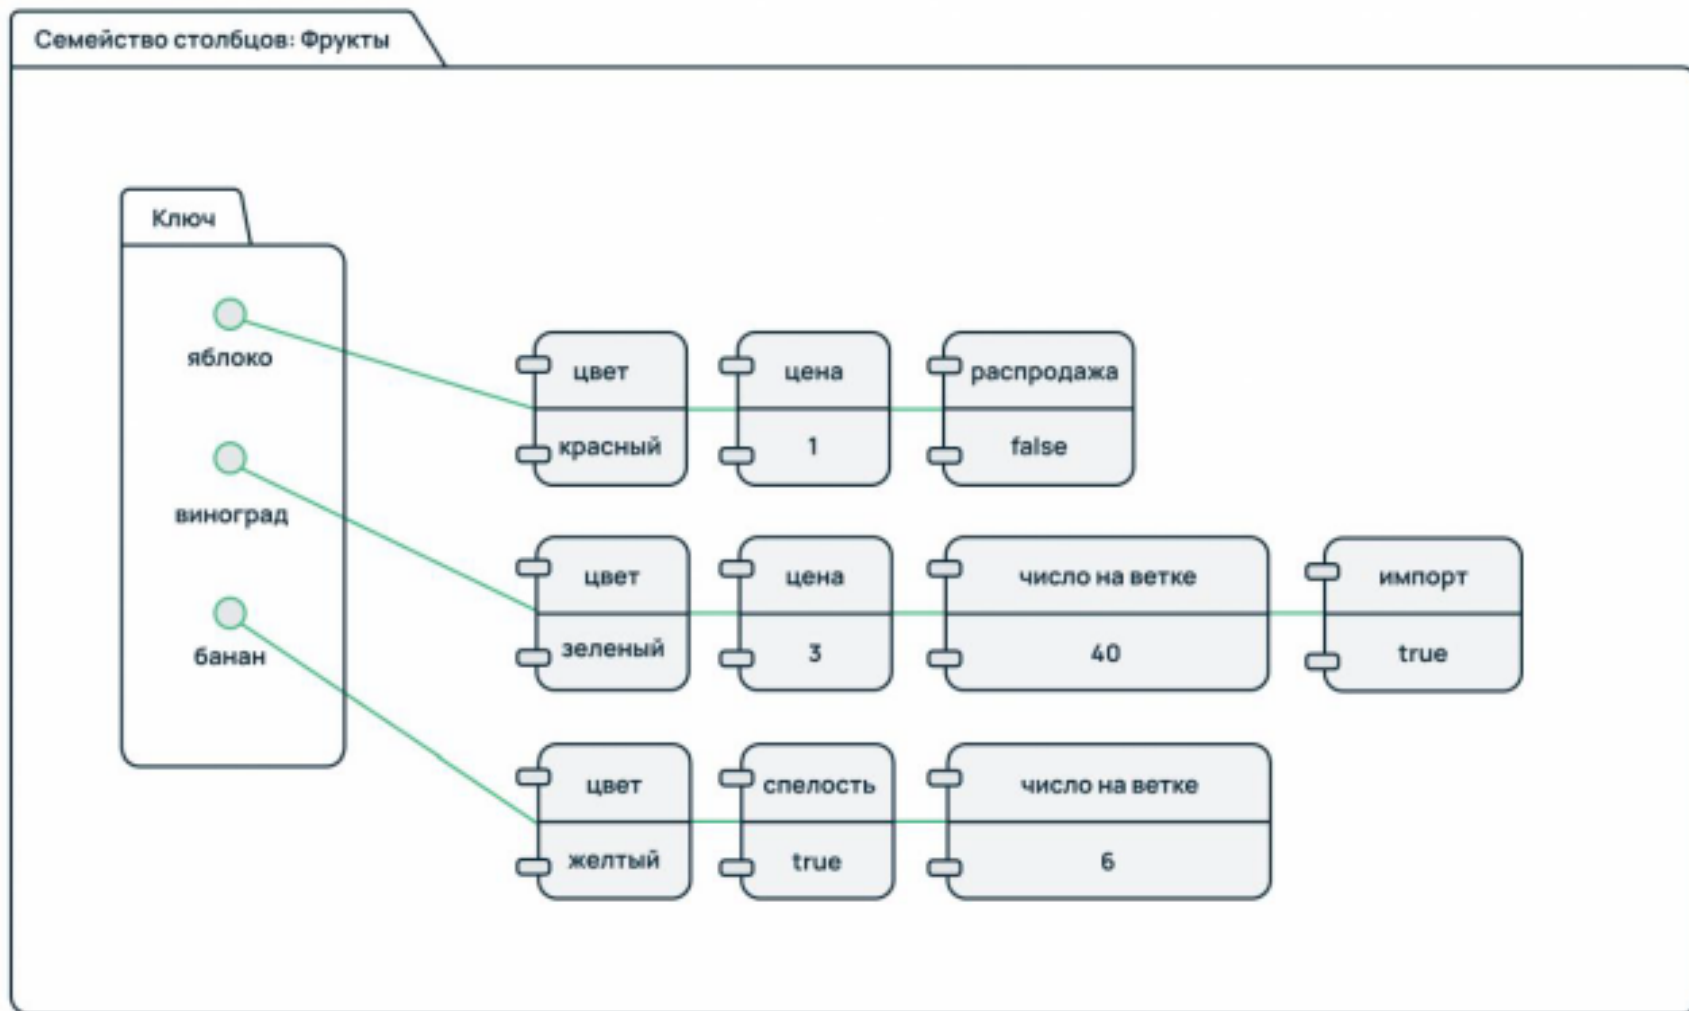 Семейство столбцов: Фрукты
Ключ
яблоко
виноград
банан
цвет
красный
цена
1
распродажа
false
цвет
зеленый
цена
3
число на ветке
40
импорт
true
цвет
желтый
спелость
true
число на ветке
6